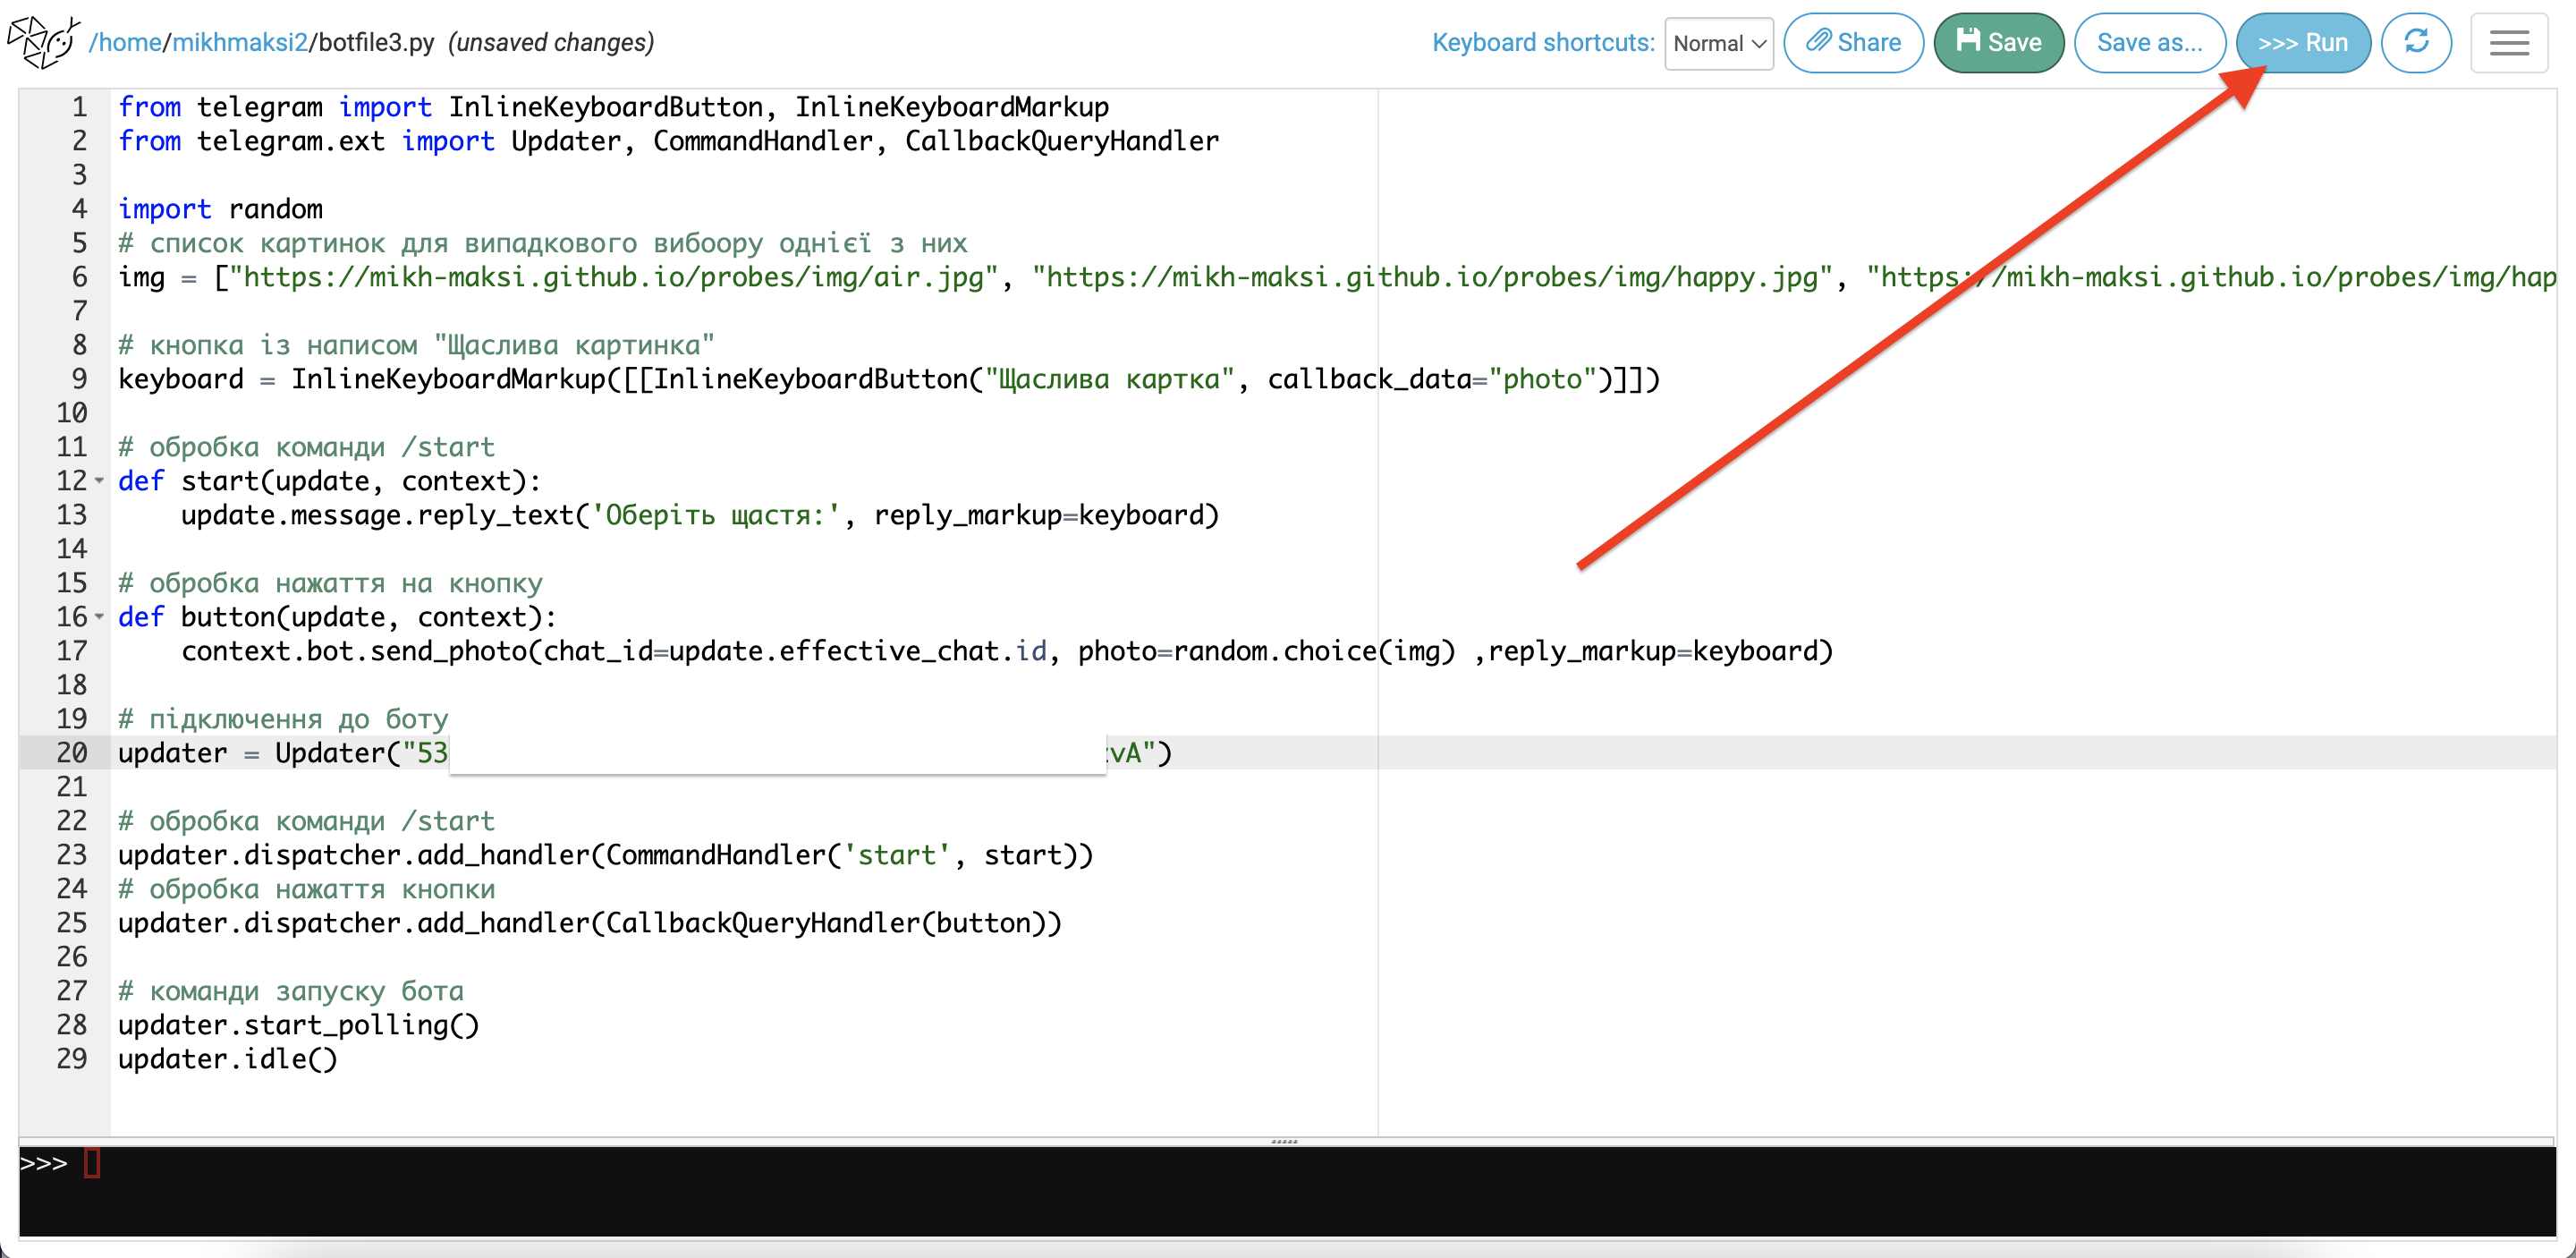 /home/mikhmaksi2/botfile3.py (unsaved changes) Keyboard shortcuts: Normal Share Save Save as... >>> Run
1 from telegram import InlineKeyboardButton, InlineKeyboardMarkup
2 from telegram.ext import Updater, CommandHandler, CallbackQueryHandler
3
4 import random
5 # список картинок для випадкового вибоору однієї з них
6 img = ["https://mikh-maksi.github.io/probes/img/air.jpg", "https://mikh-maksi.github.io/probes/img/happy.jpg", "https://mikh-maksi.github.io/probes/img/hap
7
8 # кнопка із написом "Щаслива картинка"
9 keyboard = InlineKeyboardMarkup([[InlineKeyboardButton("Щаслива картка", callback_data="photo")]])
10
11 # обробка команди /start
12 def start(update, context):
13 update.message.reply_text('Оберіть щастя:', reply_markup=keyboard)
14
15 # обробка нажаття на кнопку
16 def button(update, context):
17 context.bot.send_photo(chat_id=update.effective_chat.id, photo=random.choice(img) ,reply_markup=keyboard)
18
19 # підключення до боту
20 updater = Updater("53 vA")
21
22 # обробка команди /start
23 updater.dispatcher.add_handler(CommandHandler('start', start))
24 # обробка нажаття кнопки
25 updater.dispatcher.add_handler(CallbackQueryHandler(button))
26
27 # команди запуску бота
28 updater.start_polling()
29 updater.idle()
>>>